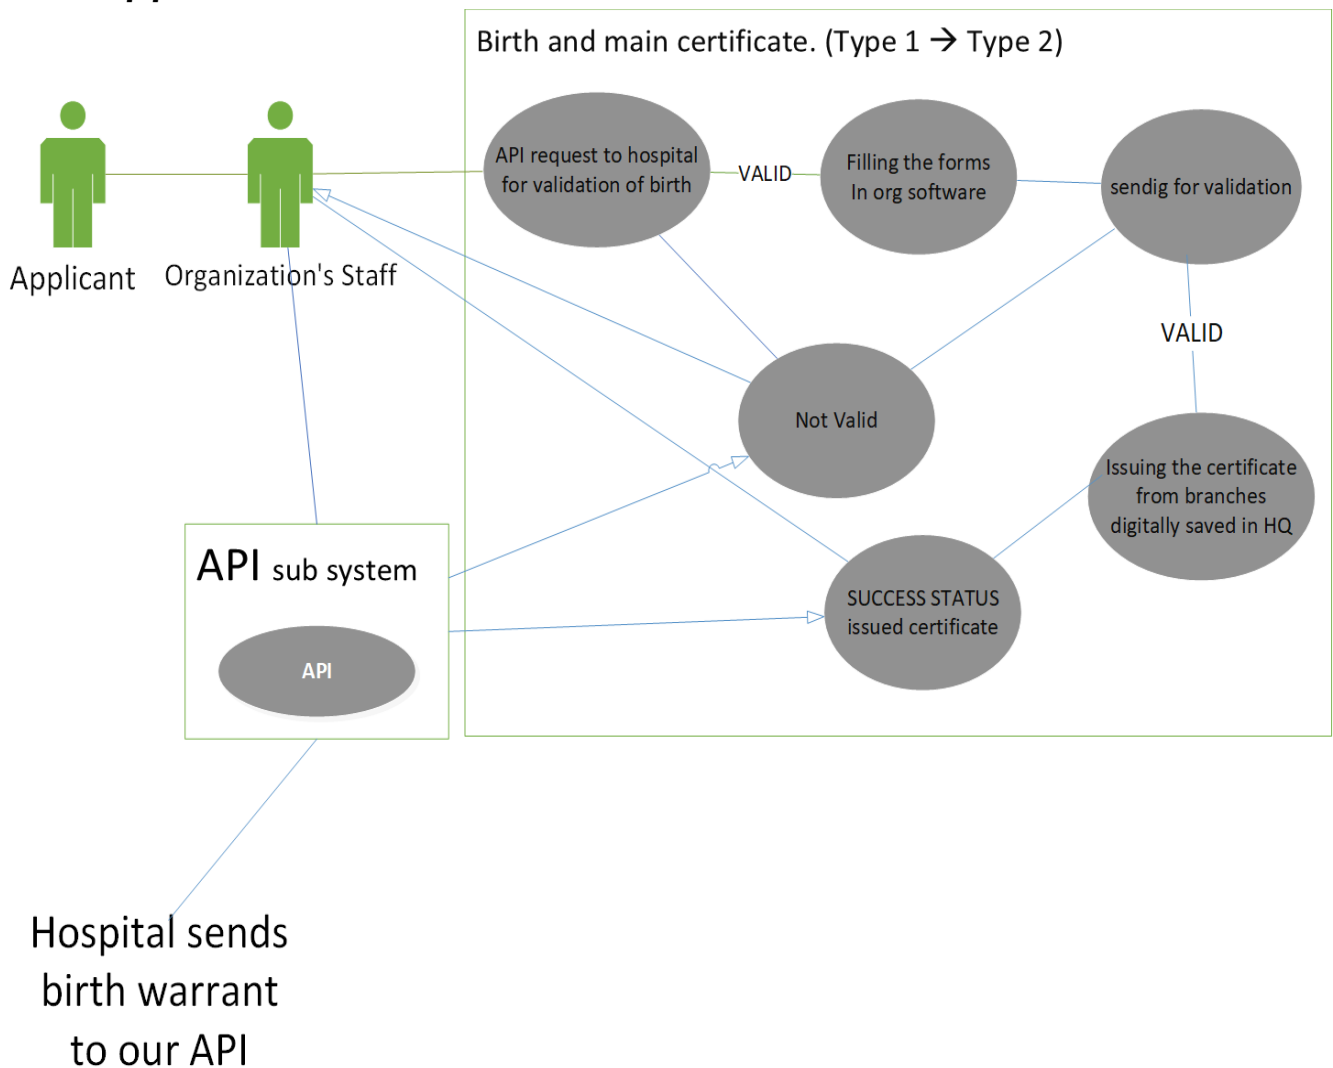 Birth and main certificate. (Type 1 → Type 2)
API request to hospital
for validation of birth
VALID
Filling the forms
In org software
sendig for validation
Applicant
Organization's Staff
VALID
Not Valid
Issuing the certificate
from branches
digitally saved in HQ
API sub system
API
SUCCESS STATUS
issued certificate
Hospital sends
birth warrant
to our API